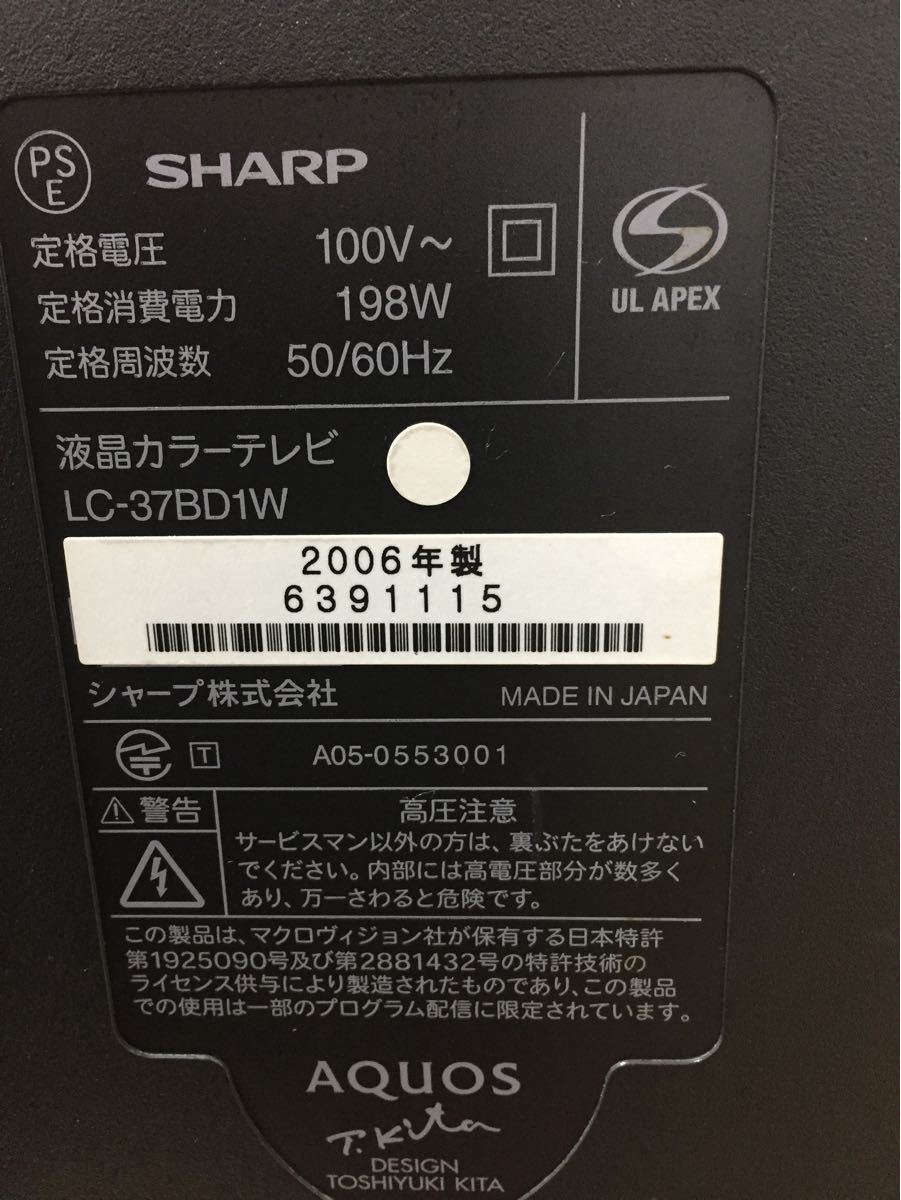 PS
E
SHARP
定格電圧 100V～
定格消費電力 198W
定格周波数 50/60Hz
UL APEX
液晶カラーテレビ
LC-37BD1W
2006年製
6391115
シャープ株式会社 MADE IN JAPAN
T A05-0553001
⚠警告
高圧注意
サービスマン以外の方は、裏ぶたをあけない
でください。内部には高電圧部分が数多く
あり、万一さわると危険です。
この製品は、マクロヴィジョン社が保有する日本特許
第1925090号及び第2881432号の特許技術の
ライセンス供与により製造されたものであり、この製品
での使用は一部のプログラム配信に限定されています。
AQUOS
T. Kita
DESIGN
TOSHIYUKI KITA